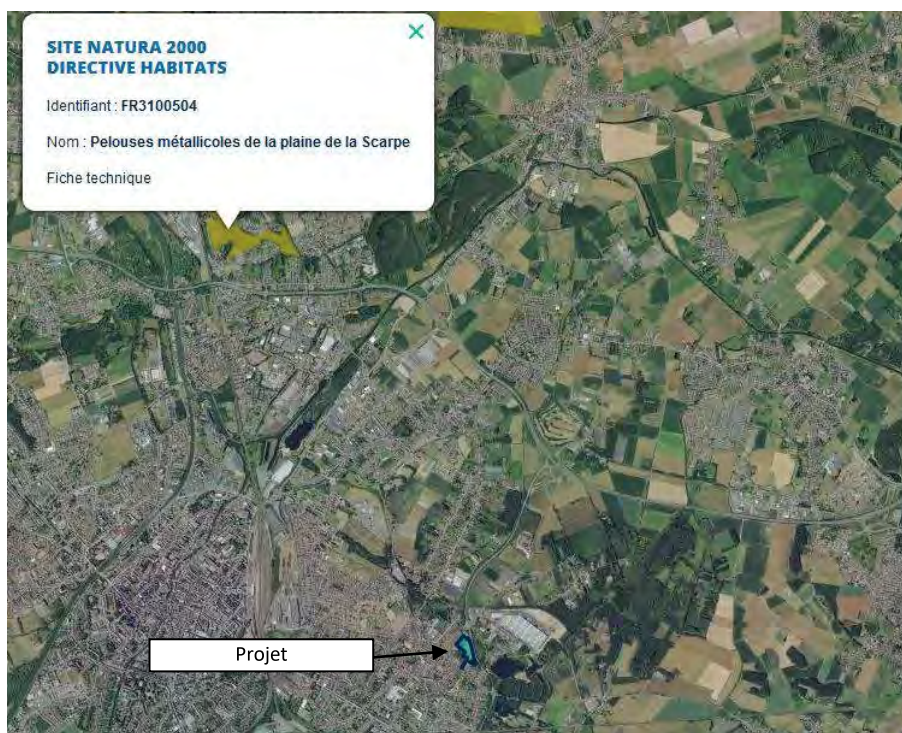 SITE NATURA 2000
DIRECTIVE HABITATS
Identifiant : FR3100504
Nom : Pelouses métallicoles de la plaine de la Scarpe
Fiche technique
Projet